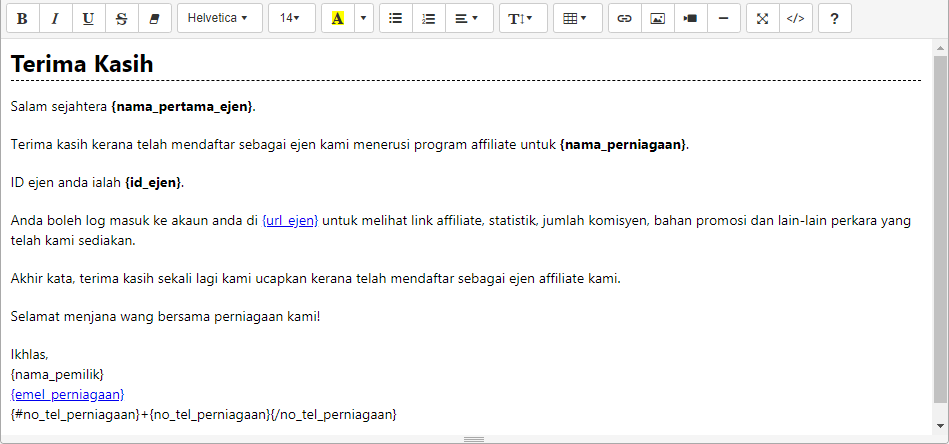 B I U S Helvetica 14 A T </> ?
Terima Kasih
Salam sejahtera {nama_pertama_ejen}.
Terima kasih kerana telah mendaftar sebagai ejen kami menerusi program affiliate untuk {nama_perniagaan}.
ID ejen anda ialah {id_ejen}.
Anda boleh log masuk ke akaun anda di {url_ejen} untuk melihat link affiliate, statistik, jumlah komisyen, bahan promosi dan lain-lain perkara yang
telah kami sediakan.
Akhir kata, terima kasih sekali lagi kami ucapkan kerana telah mendaftar sebagai ejen affiliate kami.
Selamat menjana wang bersama perniagaan kami!
Ikhlas,
{nama_pemilik}
{emel_perniagaan}
{#no_tel_perniagaan}+{no_tel_perniagaan}{/no_tel_perniagaan}